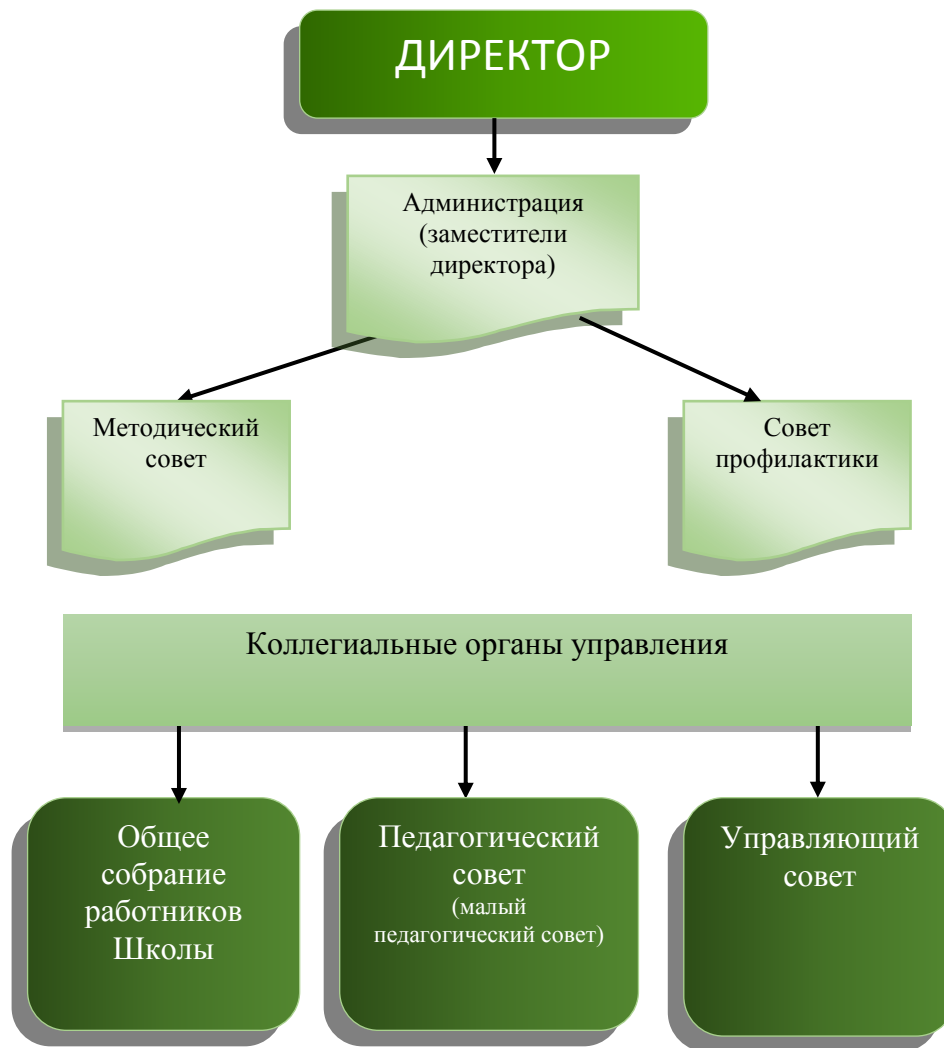 ДИРЕКТОР
Администрация
(заместители
директора)
Методический
совет
Совет
профилактики
Коллегиальные органы управления
Общее
собрание
работников
Школы
Педагогический
совет
(малый
педагогический совет)
Управляющий
совет